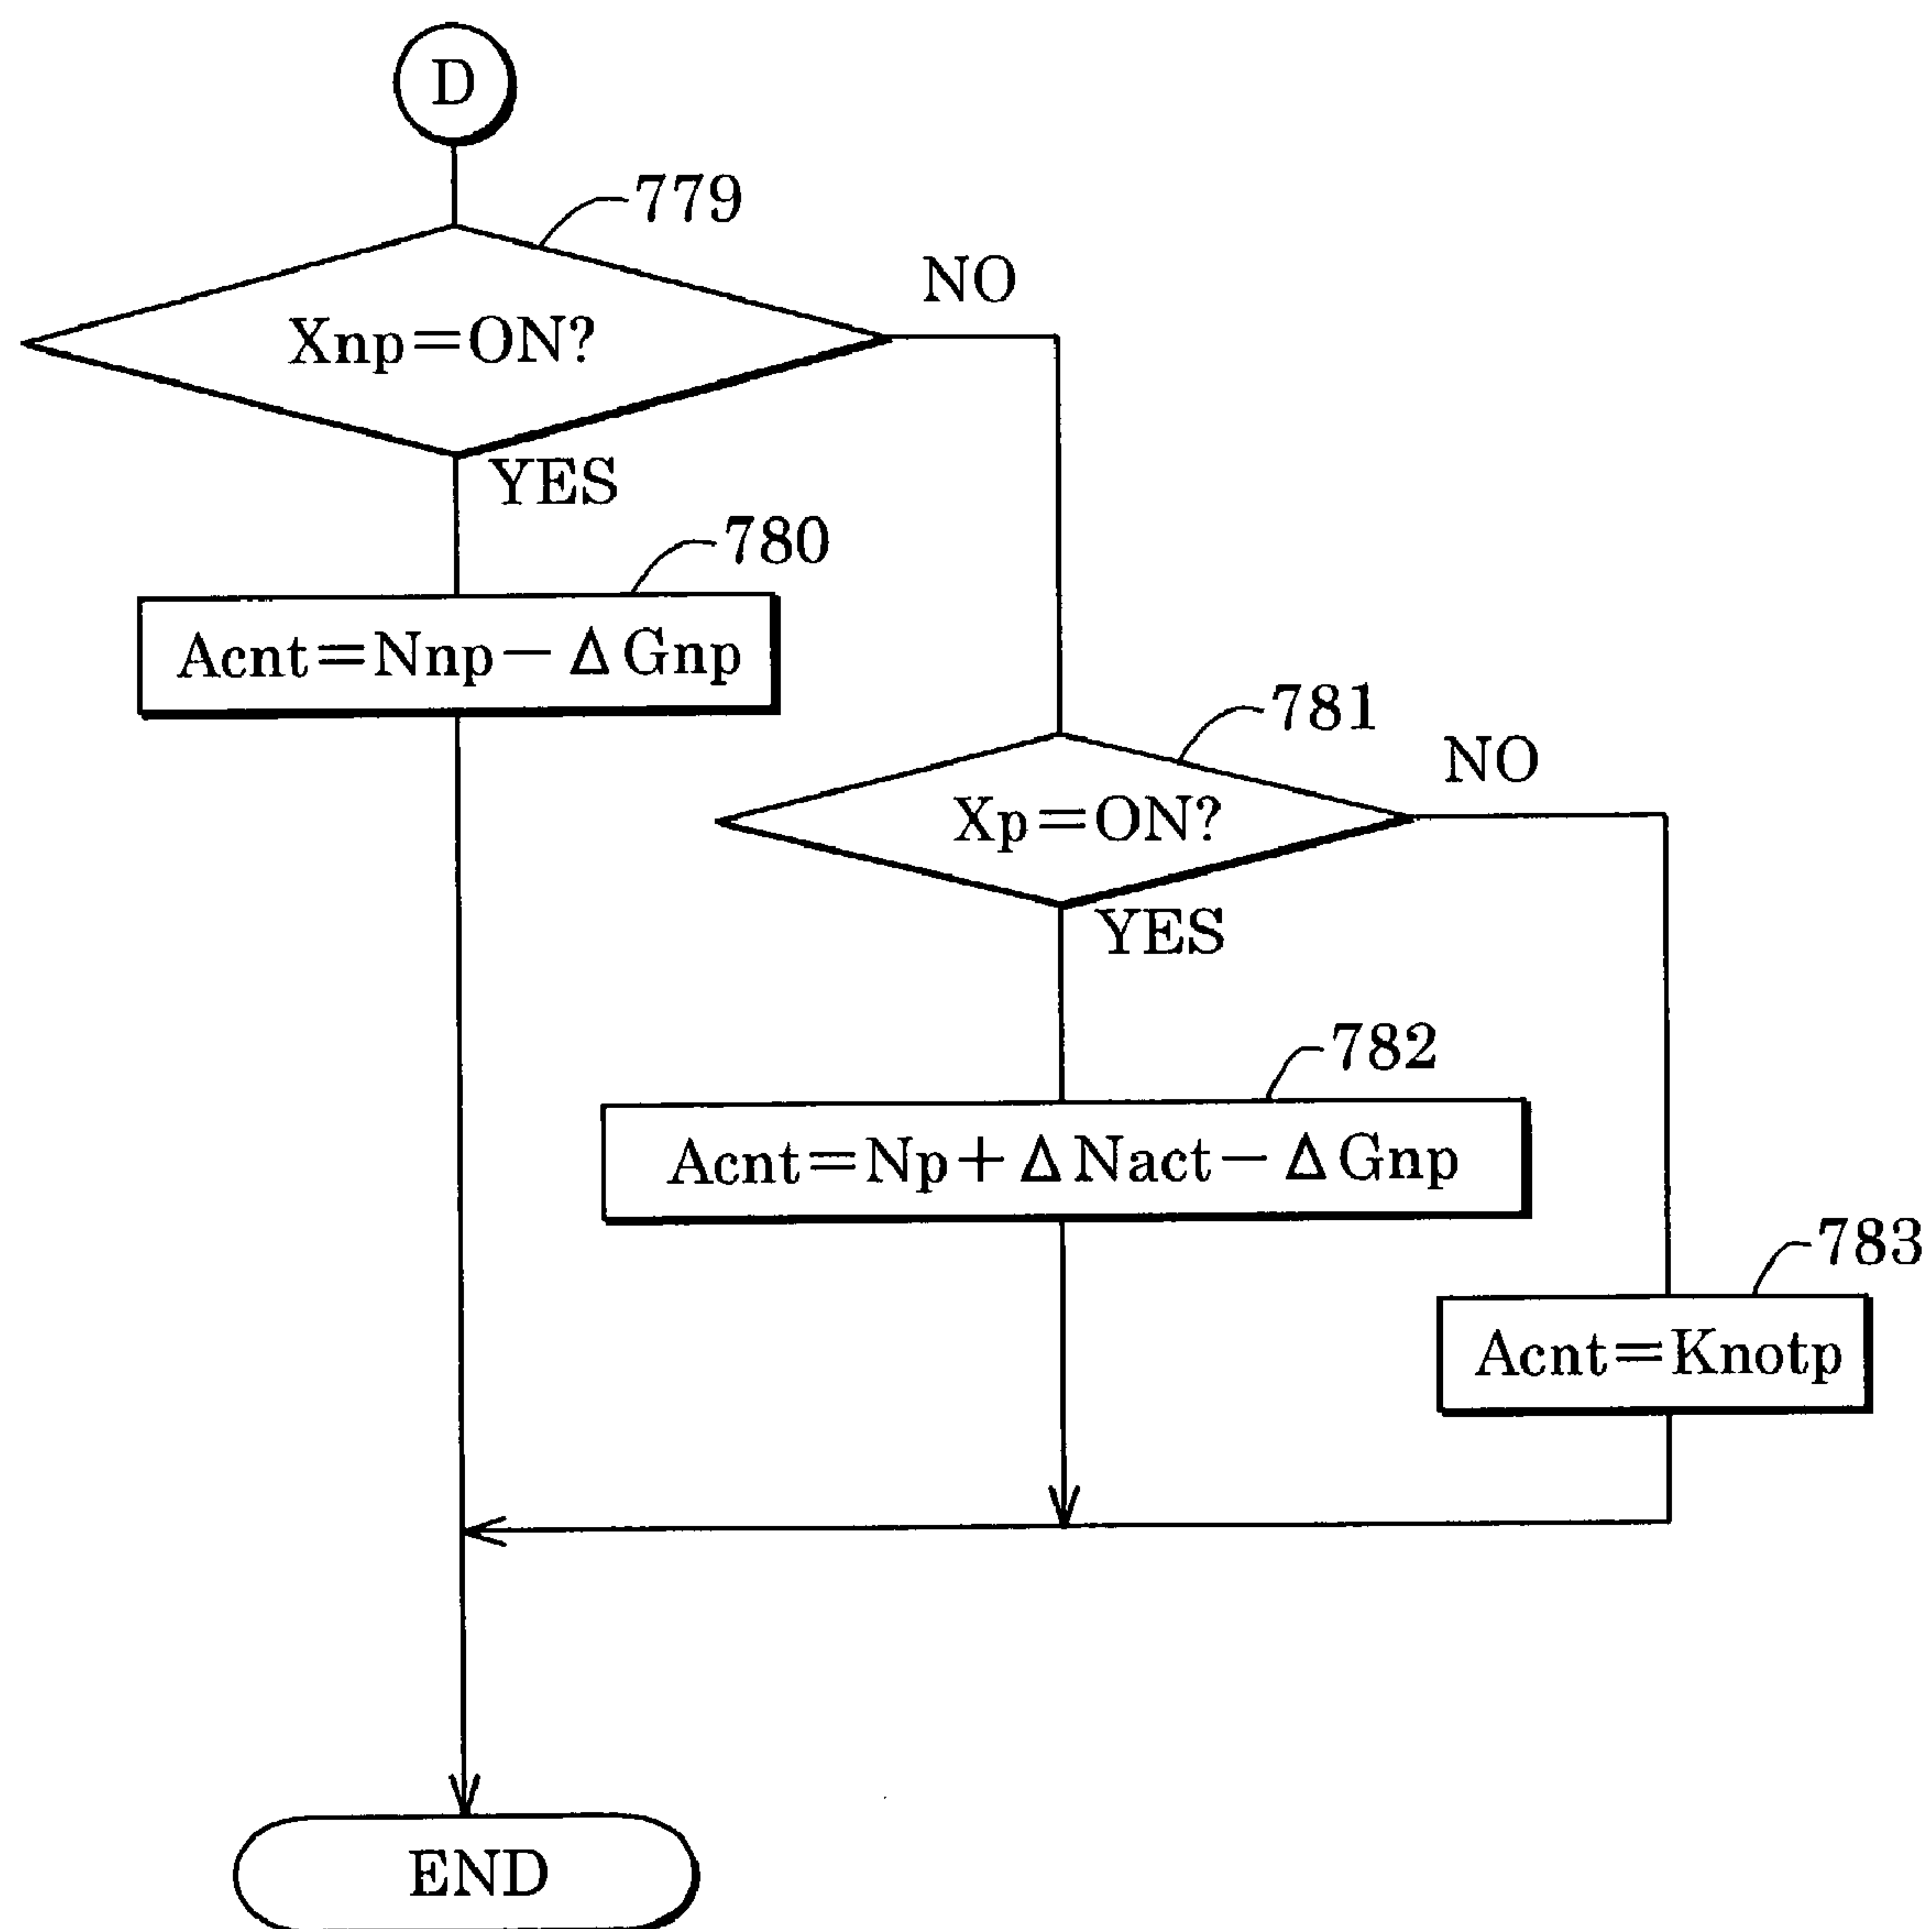 D
779
Xnp=ON?
NO
YES
780
Acnt=Nnp−ΔGnp
781
Xp=ON?
NO
YES
782
Acnt=Np+ΔNact−ΔGnp
783
Acnt=Knotp
END